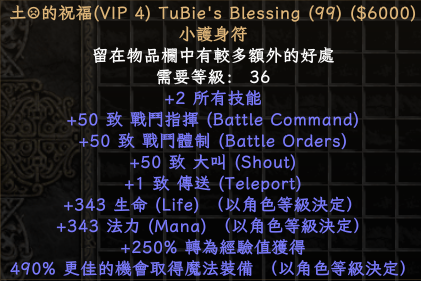 土☹的祝福(VIP 4) TuBie's Blessing (99) ($6000)
小護身符
留在物品欄中有較多額外的好處
需要等級： 36
+2 所有技能
+50 致 戰鬥指揮 (Battle Command)
+50 致 戰鬥體制 (Battle Orders)
+50 致 大叫 (Shout)
+1 致 傳送 (Teleport)
+343 生命 (Life) （以角色等級決定）
+343 法力 (Mana) （以角色等級決定）
+250% 轉為經驗值獲得
490% 更佳的機會取得魔法裝備 （以角色等級決定）